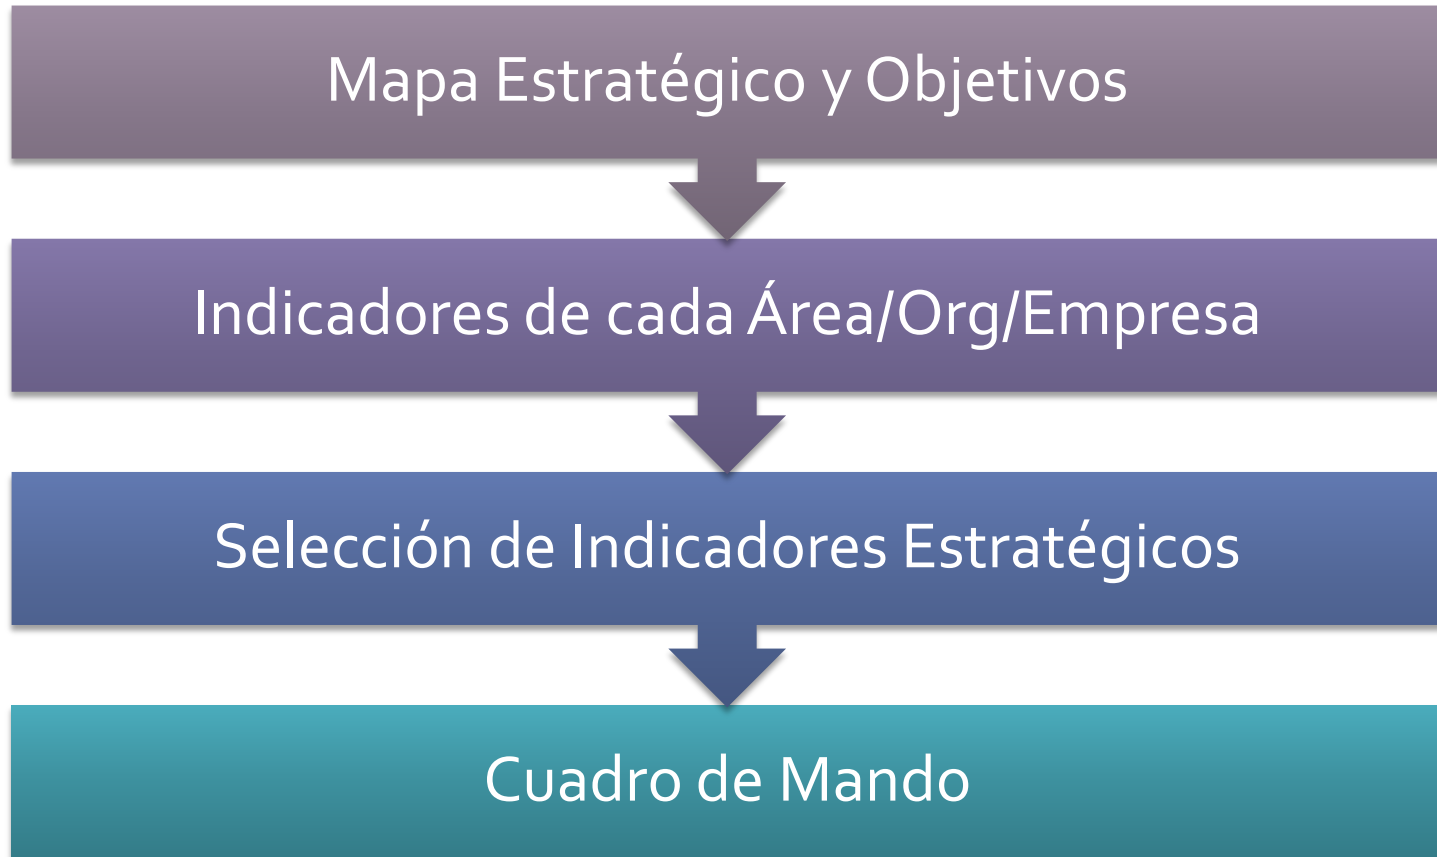 Mapa Estratégico y Objetivos
Indicadores de cada Área/Org/Empresa
Selección de Indicadores Estratégicos
Cuadro de Mando